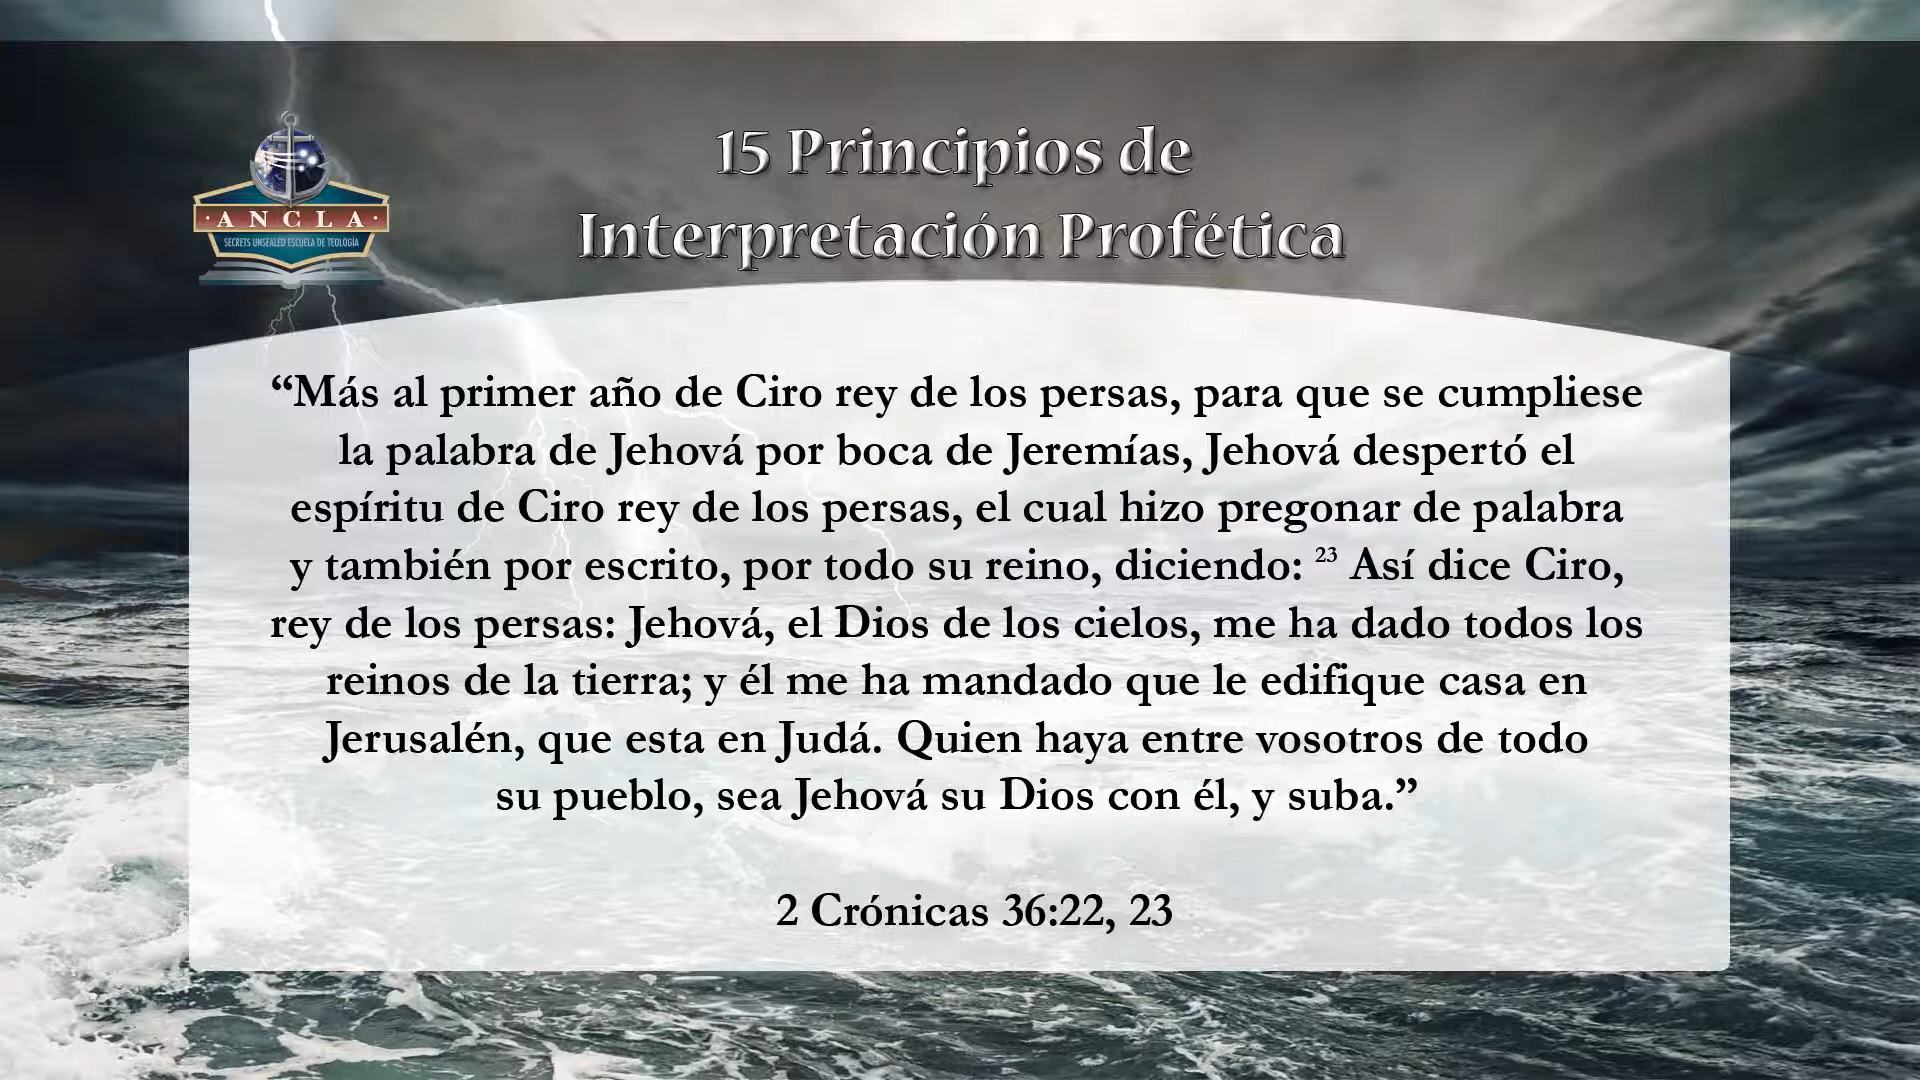 15 Principios de
Interpretación Profética
· A N C L A ·
SECRETS UNSEALED ESCUELA DE TEOLOGÍA
“Más al primer año de Ciro rey de los persas, para que se cumpliese
la palabra de Jehová por boca de Jeremías, Jehová despertó el
espíritu de Ciro rey de los persas, el cual hizo pregonar de palabra
y también por escrito, por todo su reino, diciendo: ²³ Así dice Ciro,
rey de los persas: Jehová, el Dios de los cielos, me ha dado todos los
reinos de la tierra; y él me ha mandado que le edifique casa en
Jerusalén, que esta en Judá. Quien haya entre vosotros de todo
su pueblo, sea Jehová su Dios con él, y suba.”
2 Crónicas 36:22, 23